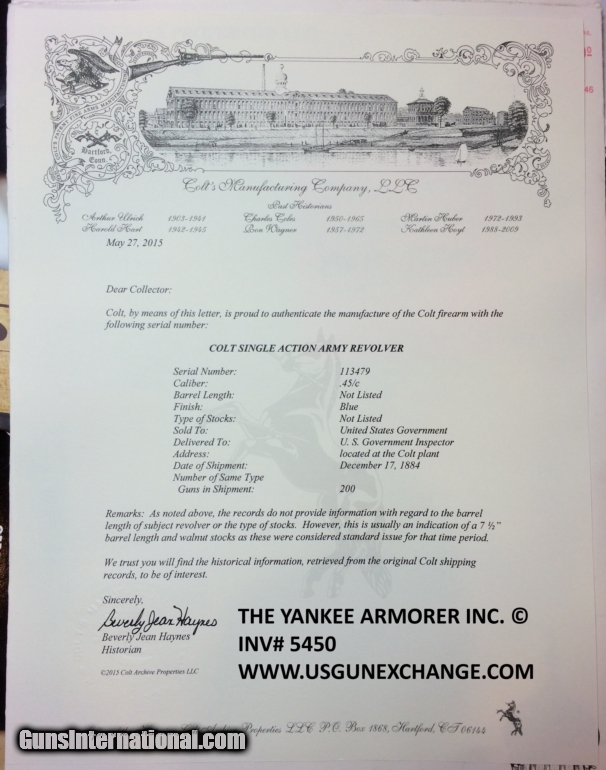 Hartford,
Conn.
Colt's Manufacturing Company, LLC
Past Historians
Arthur Ulrich 1903-1941 Charles Coles 1950-1965 Martin Huber 1972-1993
Harold Hart 1942-1945 Don Wagner 1957-1972 Kathleen Hoyt 1988-2009
May 27, 2015
Dear Collector:
Colt, by means of this letter, is proud to authenticate the manufacture of the Colt firearm with the
following serial number:
COLT SINGLE ACTION ARMY REVOLVER
Serial Number: 113479
Caliber: .45/c
Barrel Length: Not Listed
Finish: Blue
Type of Stocks: Not Listed
Sold To: United States Government
Delivered To: U. S. Government Inspector
Address: located at the Colt plant
Date of Shipment: December 17, 1884
Number of Same Type
Guns in Shipment: 200
Remarks: As noted above, the records do not provide information with regard to the barrel
length of subject revolver or the type of stocks. However, this is usually an indication of a 7 ½"
barrel length and walnut stocks as these were considered standard issue for that time period.
We trust you will find the historical information, retrieved from the original Colt shipping
records, to be of interest.
Sincerely,
Beverly Jean Haynes
Beverly Jean Haynes
Historian
©2015 Colt Archive Properties LLC
THE YANKEE ARMORER INC. ©
INV# 5450
WWW.USGUNEXCHANGE.COM
Properties LLC P.O. Box 1868, Hartford, CT 06144
GunsInternational.com
46